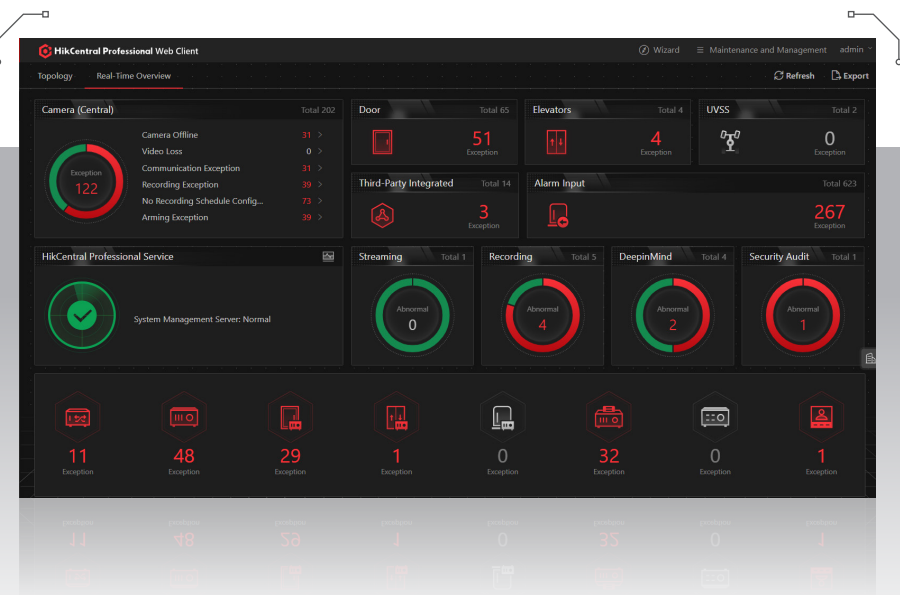 HikCentral Professional Web Client
Wizard
Maintenance and Management
admin
Topology
Real-Time Overview
Refresh
Export
Camera (Central)
Total 202
Exception
122
Camera Offline 31
Video Loss 0
Communication Exception 31
Recording Exception 39
No Recording Schedule Config... 73
Arming Exception 39
Door
Total 65
51
Exception
Elevators
Total 4
4
Exception
UVSS
Total 2
0
Exception
Third-Party Integrated
Total 14
3
Exception
Alarm Input
Total 623
267
Exception
HikCentral Professional Service
System Management Server: Normal
Streaming
Total 1
Abnormal
0
Recording
Total 5
Abnormal
4
DeepinMind
Total 4
Abnormal
2
Security Audit
Total 1
Abnormal
1
11
Exception
48
Exception
29
Exception
1
Exception
0
Exception
32
Exception
0
Exception
1
Exception